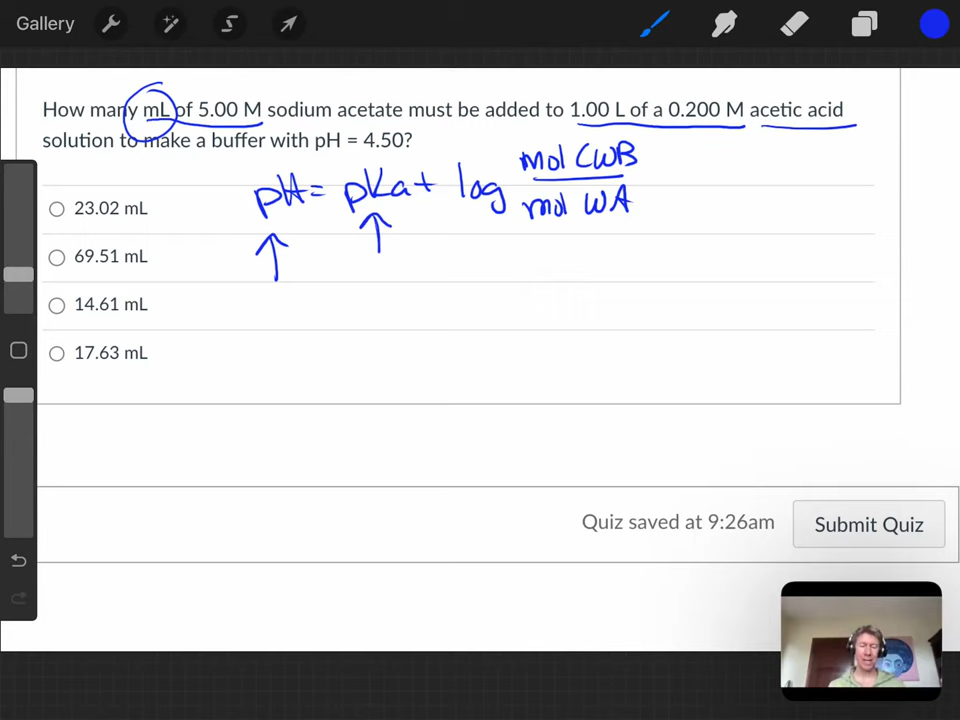 Gallery
How many mL of 5.00 M sodium acetate must be added to 1.00 L of a 0.200 M acetic acid
solution to make a buffer with pH = 4.50?
pH = pKa + log mol CWB
mol WA
23.02 mL
69.51 mL
14.61 mL
17.63 mL
Quiz saved at 9:26am
Submit Quiz